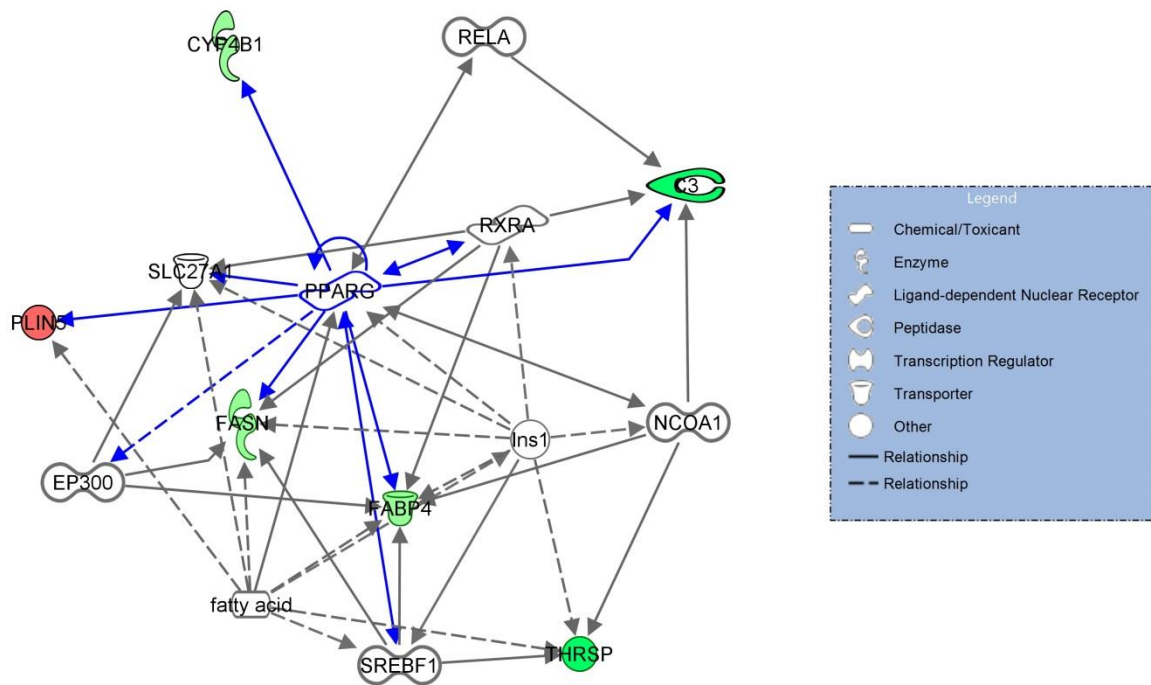 CYP4B1
RELA
C3
RXRA
SLC27A1
PPARG
PLIN5
FASN
Ins1
NCOA1
EP300
FABP4
fatty acid
SREBF1
THRSP
Legend
Chemical/Toxicant
Enzyme
Ligand-dependent Nuclear Receptor
Peptidase
Transcription Regulator
Transporter
Other
Relationship
Relationship